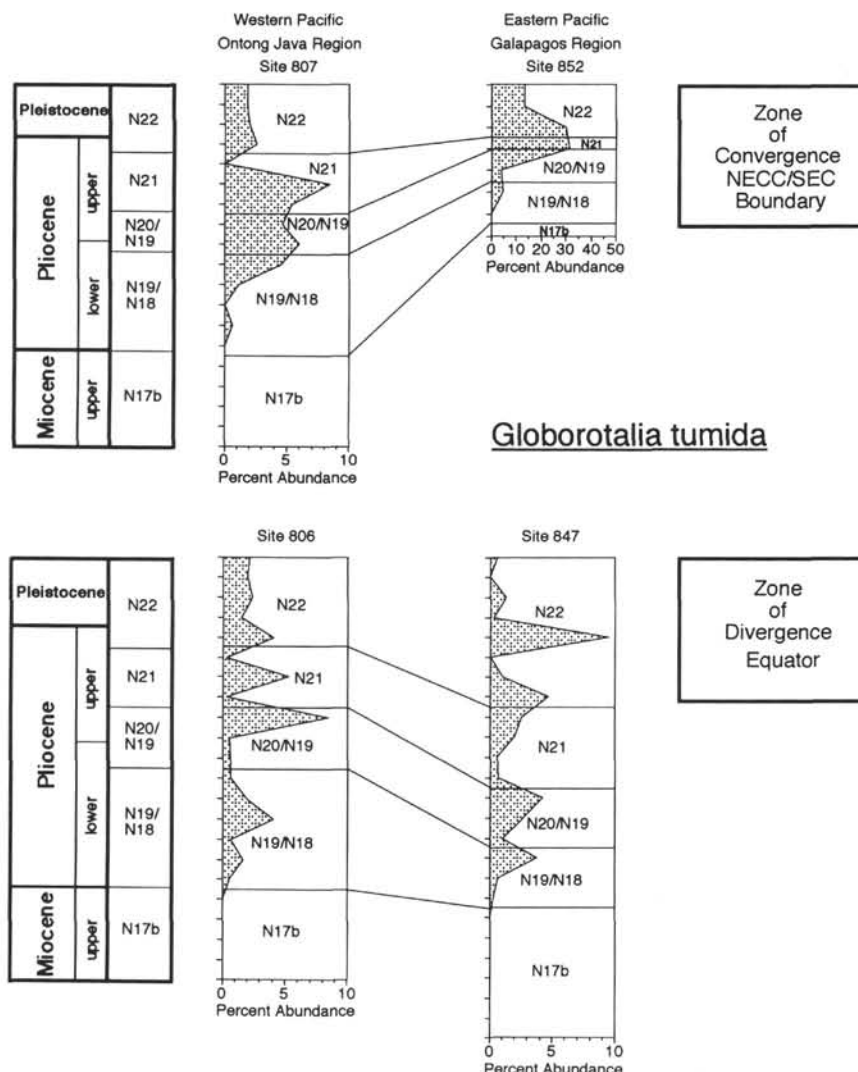 Western Pacific
Ontong Java Region
Site 807
Eastern Pacific
Galapagos Region
Site 852
Pleistocene
Pliocene
Miocene
upper
lower
upper
N22
N21
N20/
N19
N19/
N18
N17b
N22
N21
N20/N19
N19/N18
N17b
0 5 10
Percent Abundance
N22
N21
N20/N19
N19/N18
N17b
0 10 20 30 40 50
Percent Abundance
Zone
of
Convergence
NECC/SEC
Boundary
Globorotalia tumida
Site 806
Site 847
Pleistocene
Pliocene
Miocene
upper
lower
upper
N22
N21
N20/
N19
N19/
N18
N17b
N22
N21
N20/N19
N19/N18
N17b
0 5 10
Percent Abundance
N22
N21
N20/N19
N19/N18
N17b
0 5 10
Percent Abundance
Zone
of
Divergence
Equator